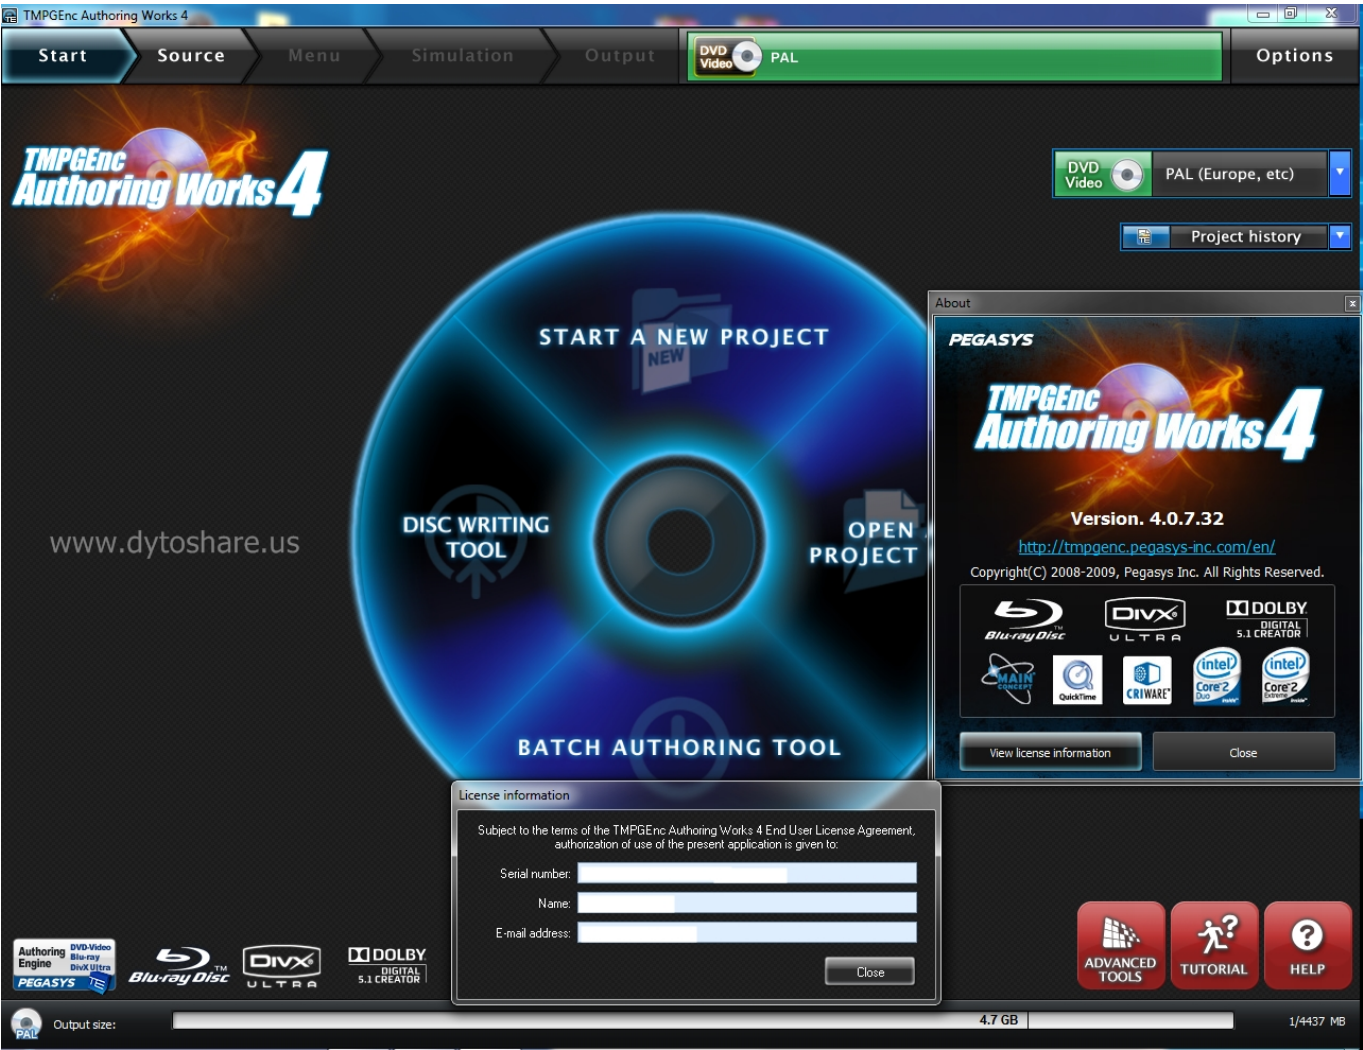 TMPGEnc Authoring Works 4
Start
Source
Menu
Simulation
Output
DVD
Video
PAL
Options
TMPGEnc
Authoring Works 4
DVD
Video
PAL (Europe, etc)
Project history
START A NEW PROJECT
NEW
DISC WRITING
TOOL
OPEN
PROJECT
BATCH AUTHORING TOOL
www.dytoshare.us
About
PEGASYS
TMPGEnc
Authoring Works 4
Version. 4.0.7.32
http://tmpgenc.pegasys-inc.com/en/
Copyright(C) 2008-2009, Pegasys Inc. All Rights Reserved.
Blu-ray Disc TM
DIVX
ULTRA
DOLBY
DIGITAL
5.1 CREATOR
MAIN
CONCEPT
QuickTime
CRIWARE
intel
Core 2
Duo inside
intel
Core 2
Extreme inside
View license information
Close
License information
Subject to the terms of the TMPGEnc Authoring Works 4 End User License Agreement,
authorization of use of the present application is given to:
Serial number:
Name:
E-mail address:
Close
Authoring
Engine
DVD-Video
Blu-ray
DivX Ultra
PEGASYS TE
Blu-ray Disc TM
DIVX
ULTRA
DOLBY
DIGITAL
5.1 CREATOR
ADVANCED
TOOLS
TUTORIAL
HELP
PAL
Output size:
4.7 GB
1/4437 MB